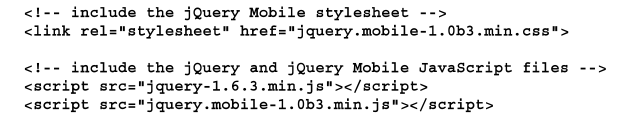 <!-- include the jQuery Mobile stylesheet -->
<link rel="stylesheet" href="jquery.mobile-1.0b3.min.css">

<!-- include the jQuery and jQuery Mobile JavaScript files -->
<script src="jquery-1.6.3.min.js"></script>
<script src="jquery.mobile-1.0b3.min.js"></script>